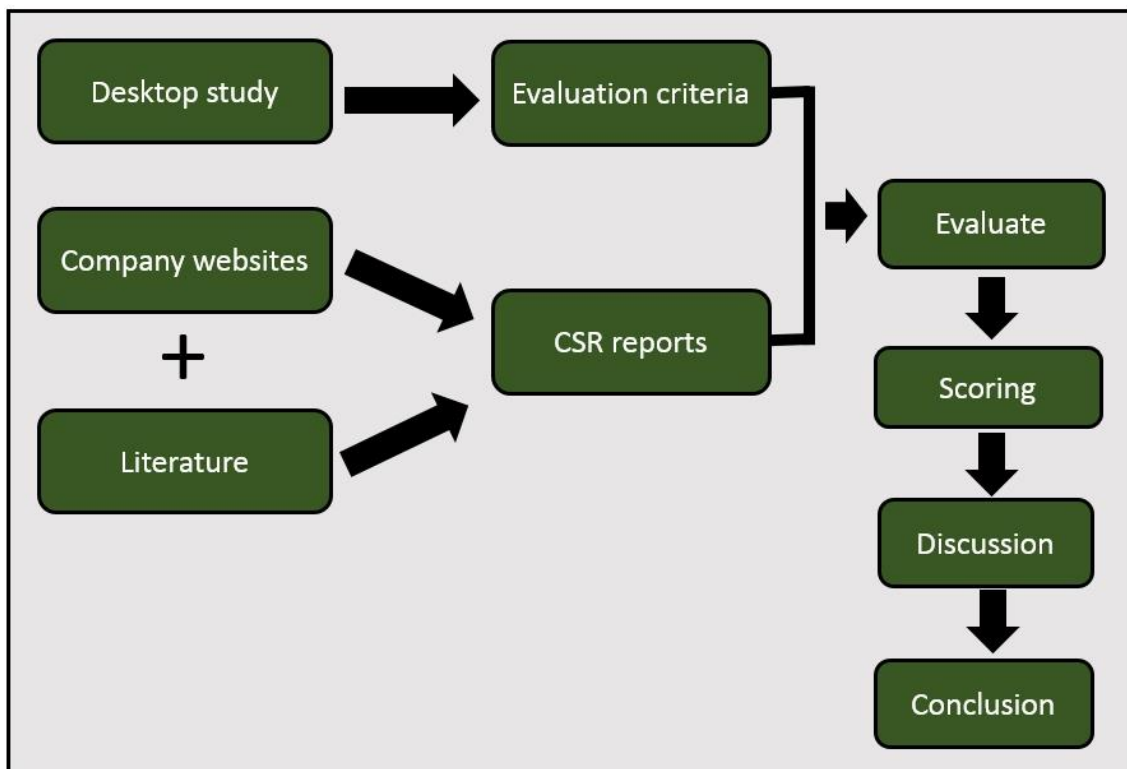 Desktop study
Evaluation criteria
Company websites
+
Literature
CSR reports
Evaluate
Scoring
Discussion
Conclusion